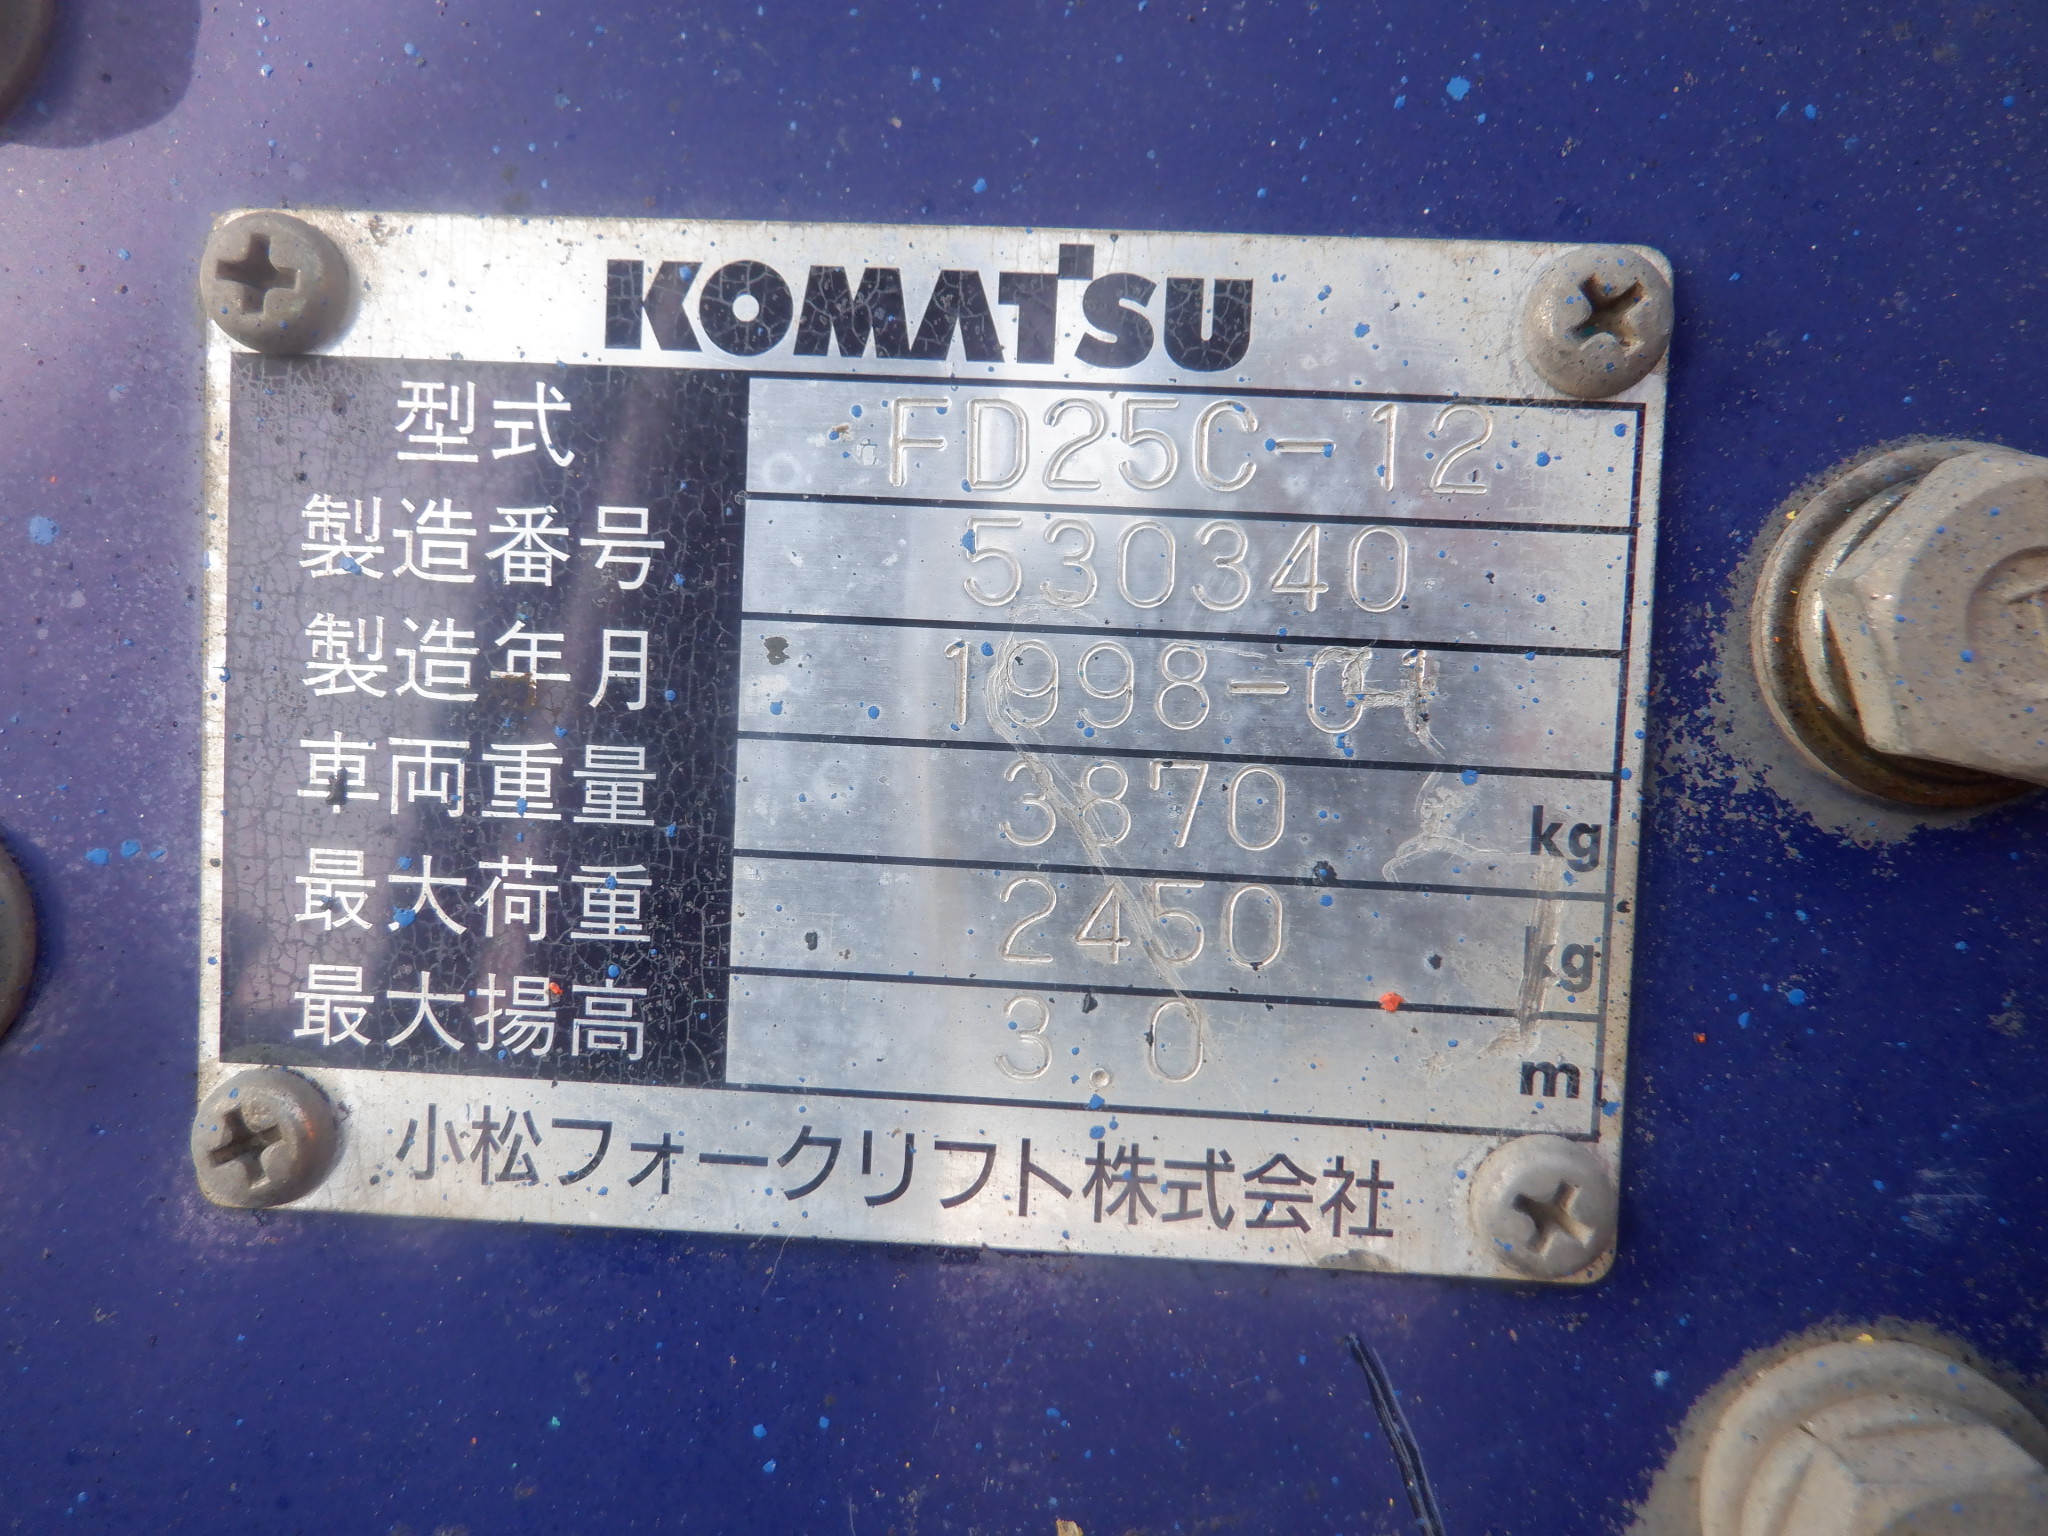 KOMATSU
型式 FD25C-12
製造番号 530340
製造年月 1998-01
車両重量 3870 kg
最大荷重 2450 kg
最大揚高 3.0 m
小松フォークリフト株式会社